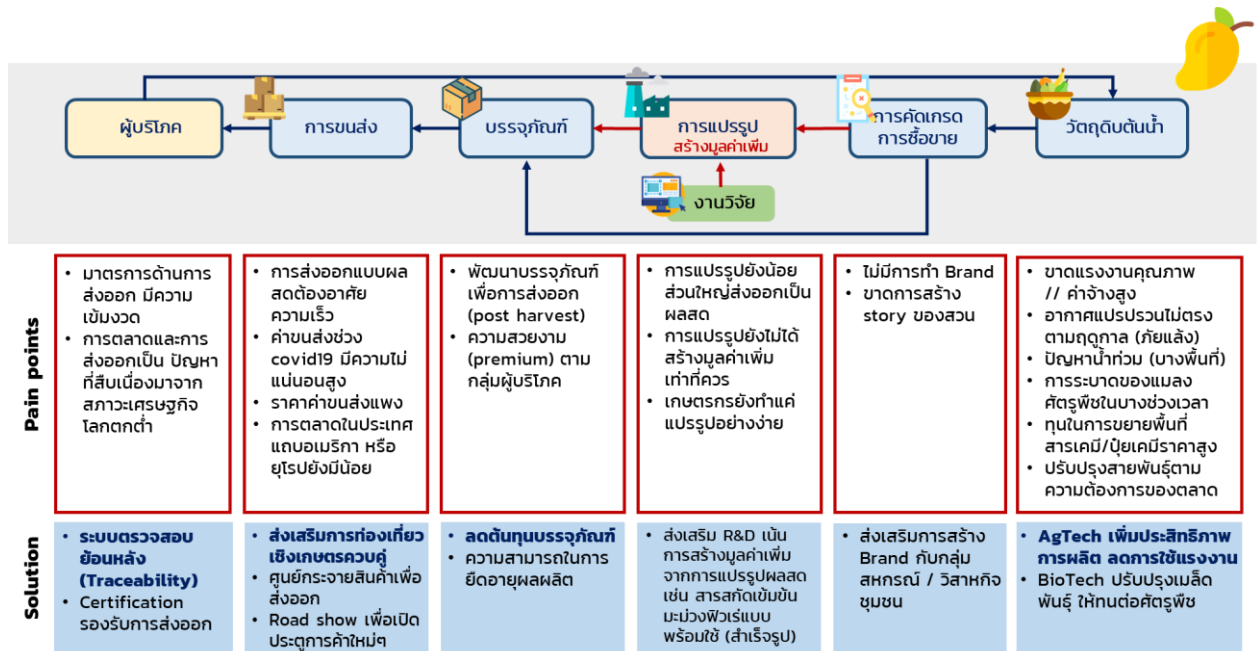 ผู้บริโภค
การขนส่ง
บรรจุภัณฑ์
การแปรรูป
สร้างมูลค่าเพิ่ม
การคัดเกรด
การซื้อขาย
วัตถุดิบต้นน้ำ
งานวิจัย
Pain points
• มาตรการด้านการ
ส่งออก มีความ
เข้มงวด
• การตลาดและการ
ส่งออกเป็น ปัญหา
ที่สืบเนื่องมาจาก
สภาวะเศรษฐกิจ
โลกตกต่ำ
• การส่งออกแบบผล
สดต้องอาศัย
ความเร็ว
• ค่าขนส่งช่วง
covid19 มีความไม่
แน่นอนสูง
• ราคาค่าขนส่งแพง
• การตลาดในประเทศ
แถบอเมริกา หรือ
ยุโรปยังมีน้อย
• พัฒนาบรรจุภัณฑ์
เพื่อการส่งออก
(post harvest)
• ความสวยงาม
(premium) ตาม
กลุ่มผู้บริโภค
• การแปรรูปยังน้อย
ส่วนใหญ่ส่งออกเป็น
ผลสด
• การแปรรูปยังไม่ได้
สร้างมูลค่าเพิ่ม
เท่าที่ควร
• เกษตรกรยังทำแค่
แปรรูปอย่างง่าย
• ไม่มีการทำ Brand
• ขาดการสร้าง
story ของสวน
• ขาดแรงงานคุณภาพ
// ค่าจ้างสูง
• อากาศแปรปรวนไม่ตรง
ตามฤดูกาล (ภัยแล้ง)
• ปัญหาน้ำท่วม (บางพื้นที่)
• การระบาดของแมลง
ศัตรูพืชในบางช่วงเวลา
• ทุนในการขยายพื้นที่
สารเคมี/ปุ๋ยเคมีราคาสูง
• ปรับปรุงสายพันธุ์ตาม
ความต้องการของตลาด
Solution
• ระบบตรวจสอบ
ย้อนหลัง
(Traceability)
• Certification
รองรับการส่งออก
• ส่งเสริมการท่องเที่ยว
เชิงเกษตรควบคู่
• ศูนย์กระจายสินค้าเพื่อ
ส่งออก
• Road show เพื่อเปิด
ประตูการค้าใหม่ๆ
• ลดต้นทุนบรรจุภัณฑ์
• ความสามารถในการ
ยืดอายุผลผลิต
• ส่งเสริม R&D เน้น
การสร้างมูลค่าเพิ่ม
จากการแปรรูปผลสด
เช่น สารสกัดเข้มข้น
มะม่วงฟิวเร่แบบ
พร้อมใช้ (สำเร็จรูป)
• ส่งเสริมการสร้าง
Brand กับกลุ่ม
สหกรณ์ / วิสาหกิจ
ชุมชน
• AgTech เพิ่มประสิทธิภาพ
การผลิต ลดการใช้แรงงาน
• BioTech ปรับปรุงเมล็ด
พันธุ์ ให้ทนต่อศัตรูพืช